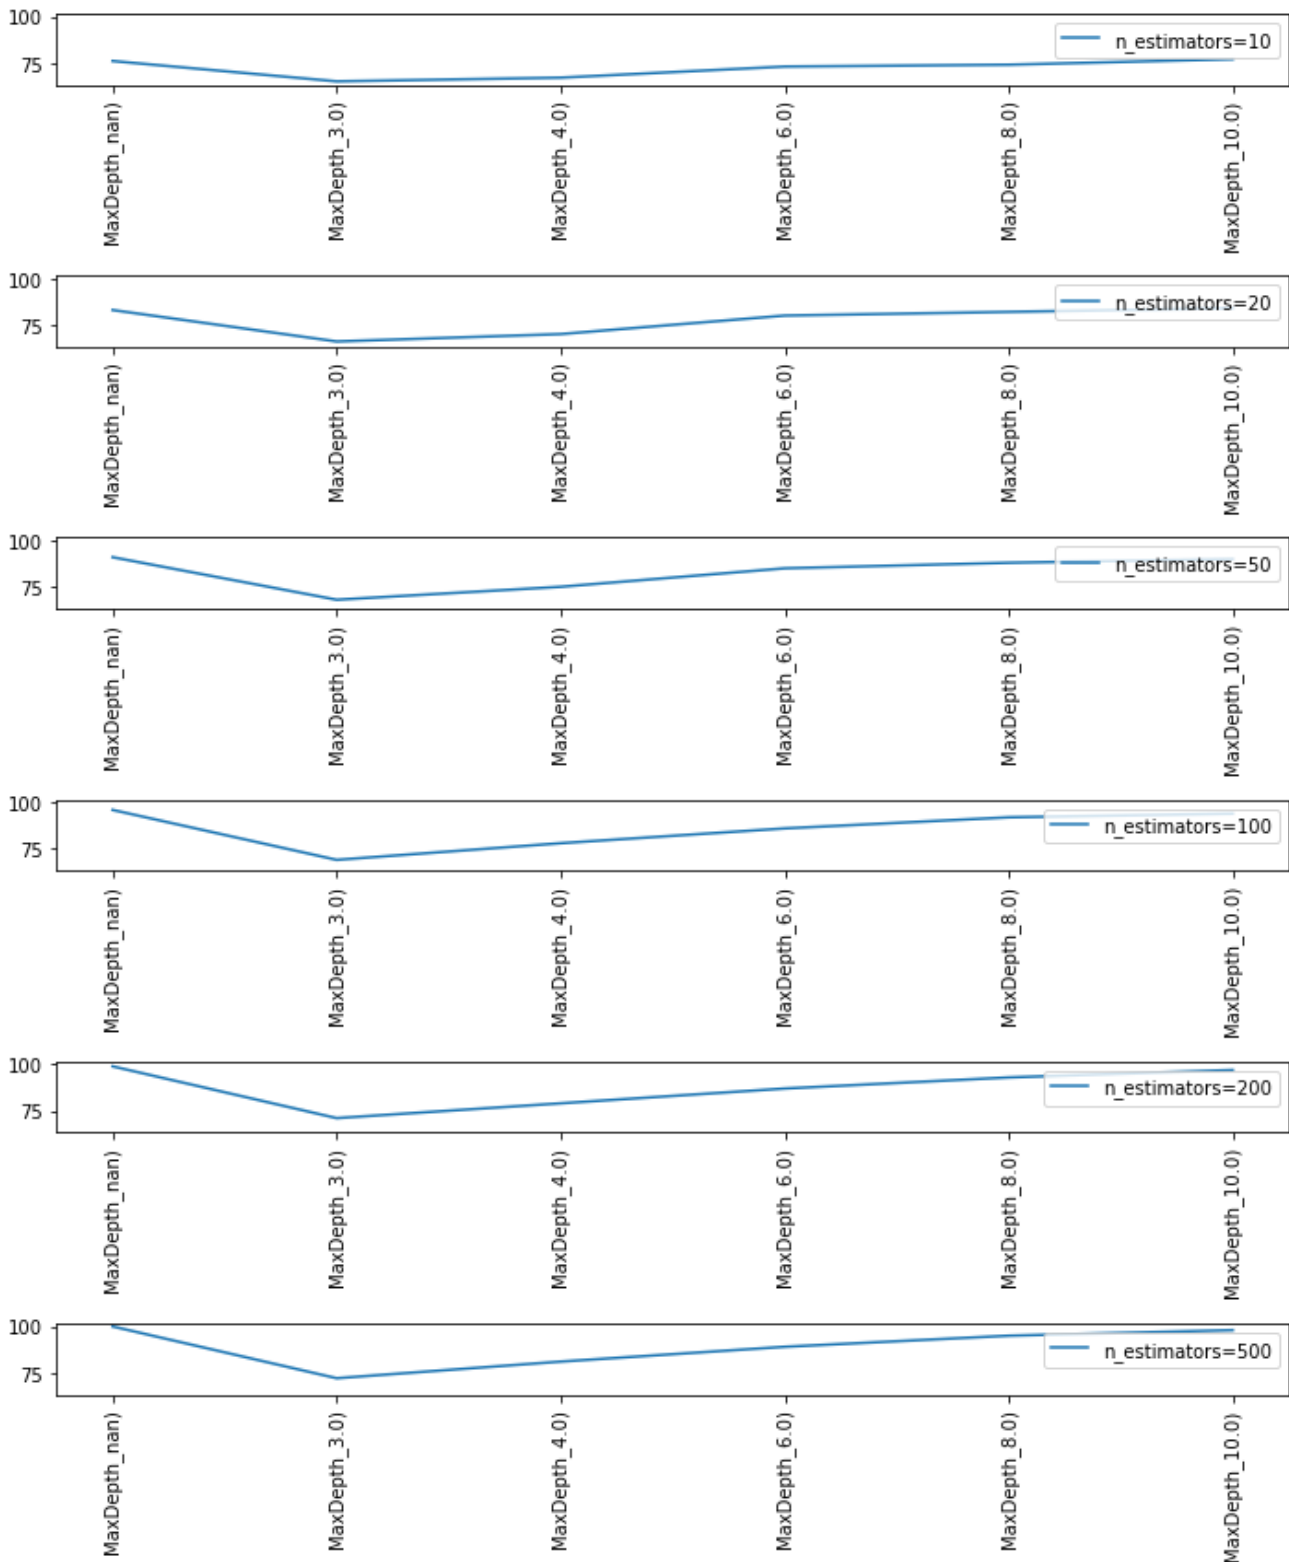 100
n_estimators=10
75
MaxDepth_nan)
MaxDepth_3.0)
MaxDepth_4.0)
MaxDepth_6.0)
MaxDepth_8.0)
MaxDepth_10.0)
100
n_estimators=20
75
MaxDepth_nan)
MaxDepth_3.0)
MaxDepth_4.0)
MaxDepth_6.0)
MaxDepth_8.0)
MaxDepth_10.0)
100
n_estimators=50
75
MaxDepth_nan)
MaxDepth_3.0)
MaxDepth_4.0)
MaxDepth_6.0)
MaxDepth_8.0)
MaxDepth_10.0)
100
n_estimators=100
75
MaxDepth_nan)
MaxDepth_3.0)
MaxDepth_4.0)
MaxDepth_6.0)
MaxDepth_8.0)
MaxDepth_10.0)
100
n_estimators=200
75
MaxDepth_nan)
MaxDepth_3.0)
MaxDepth_4.0)
MaxDepth_6.0)
MaxDepth_8.0)
MaxDepth_10.0)
100
n_estimators=500
75
MaxDepth_nan)
MaxDepth_3.0)
MaxDepth_4.0)
MaxDepth_6.0)
MaxDepth_8.0)
MaxDepth_10.0)